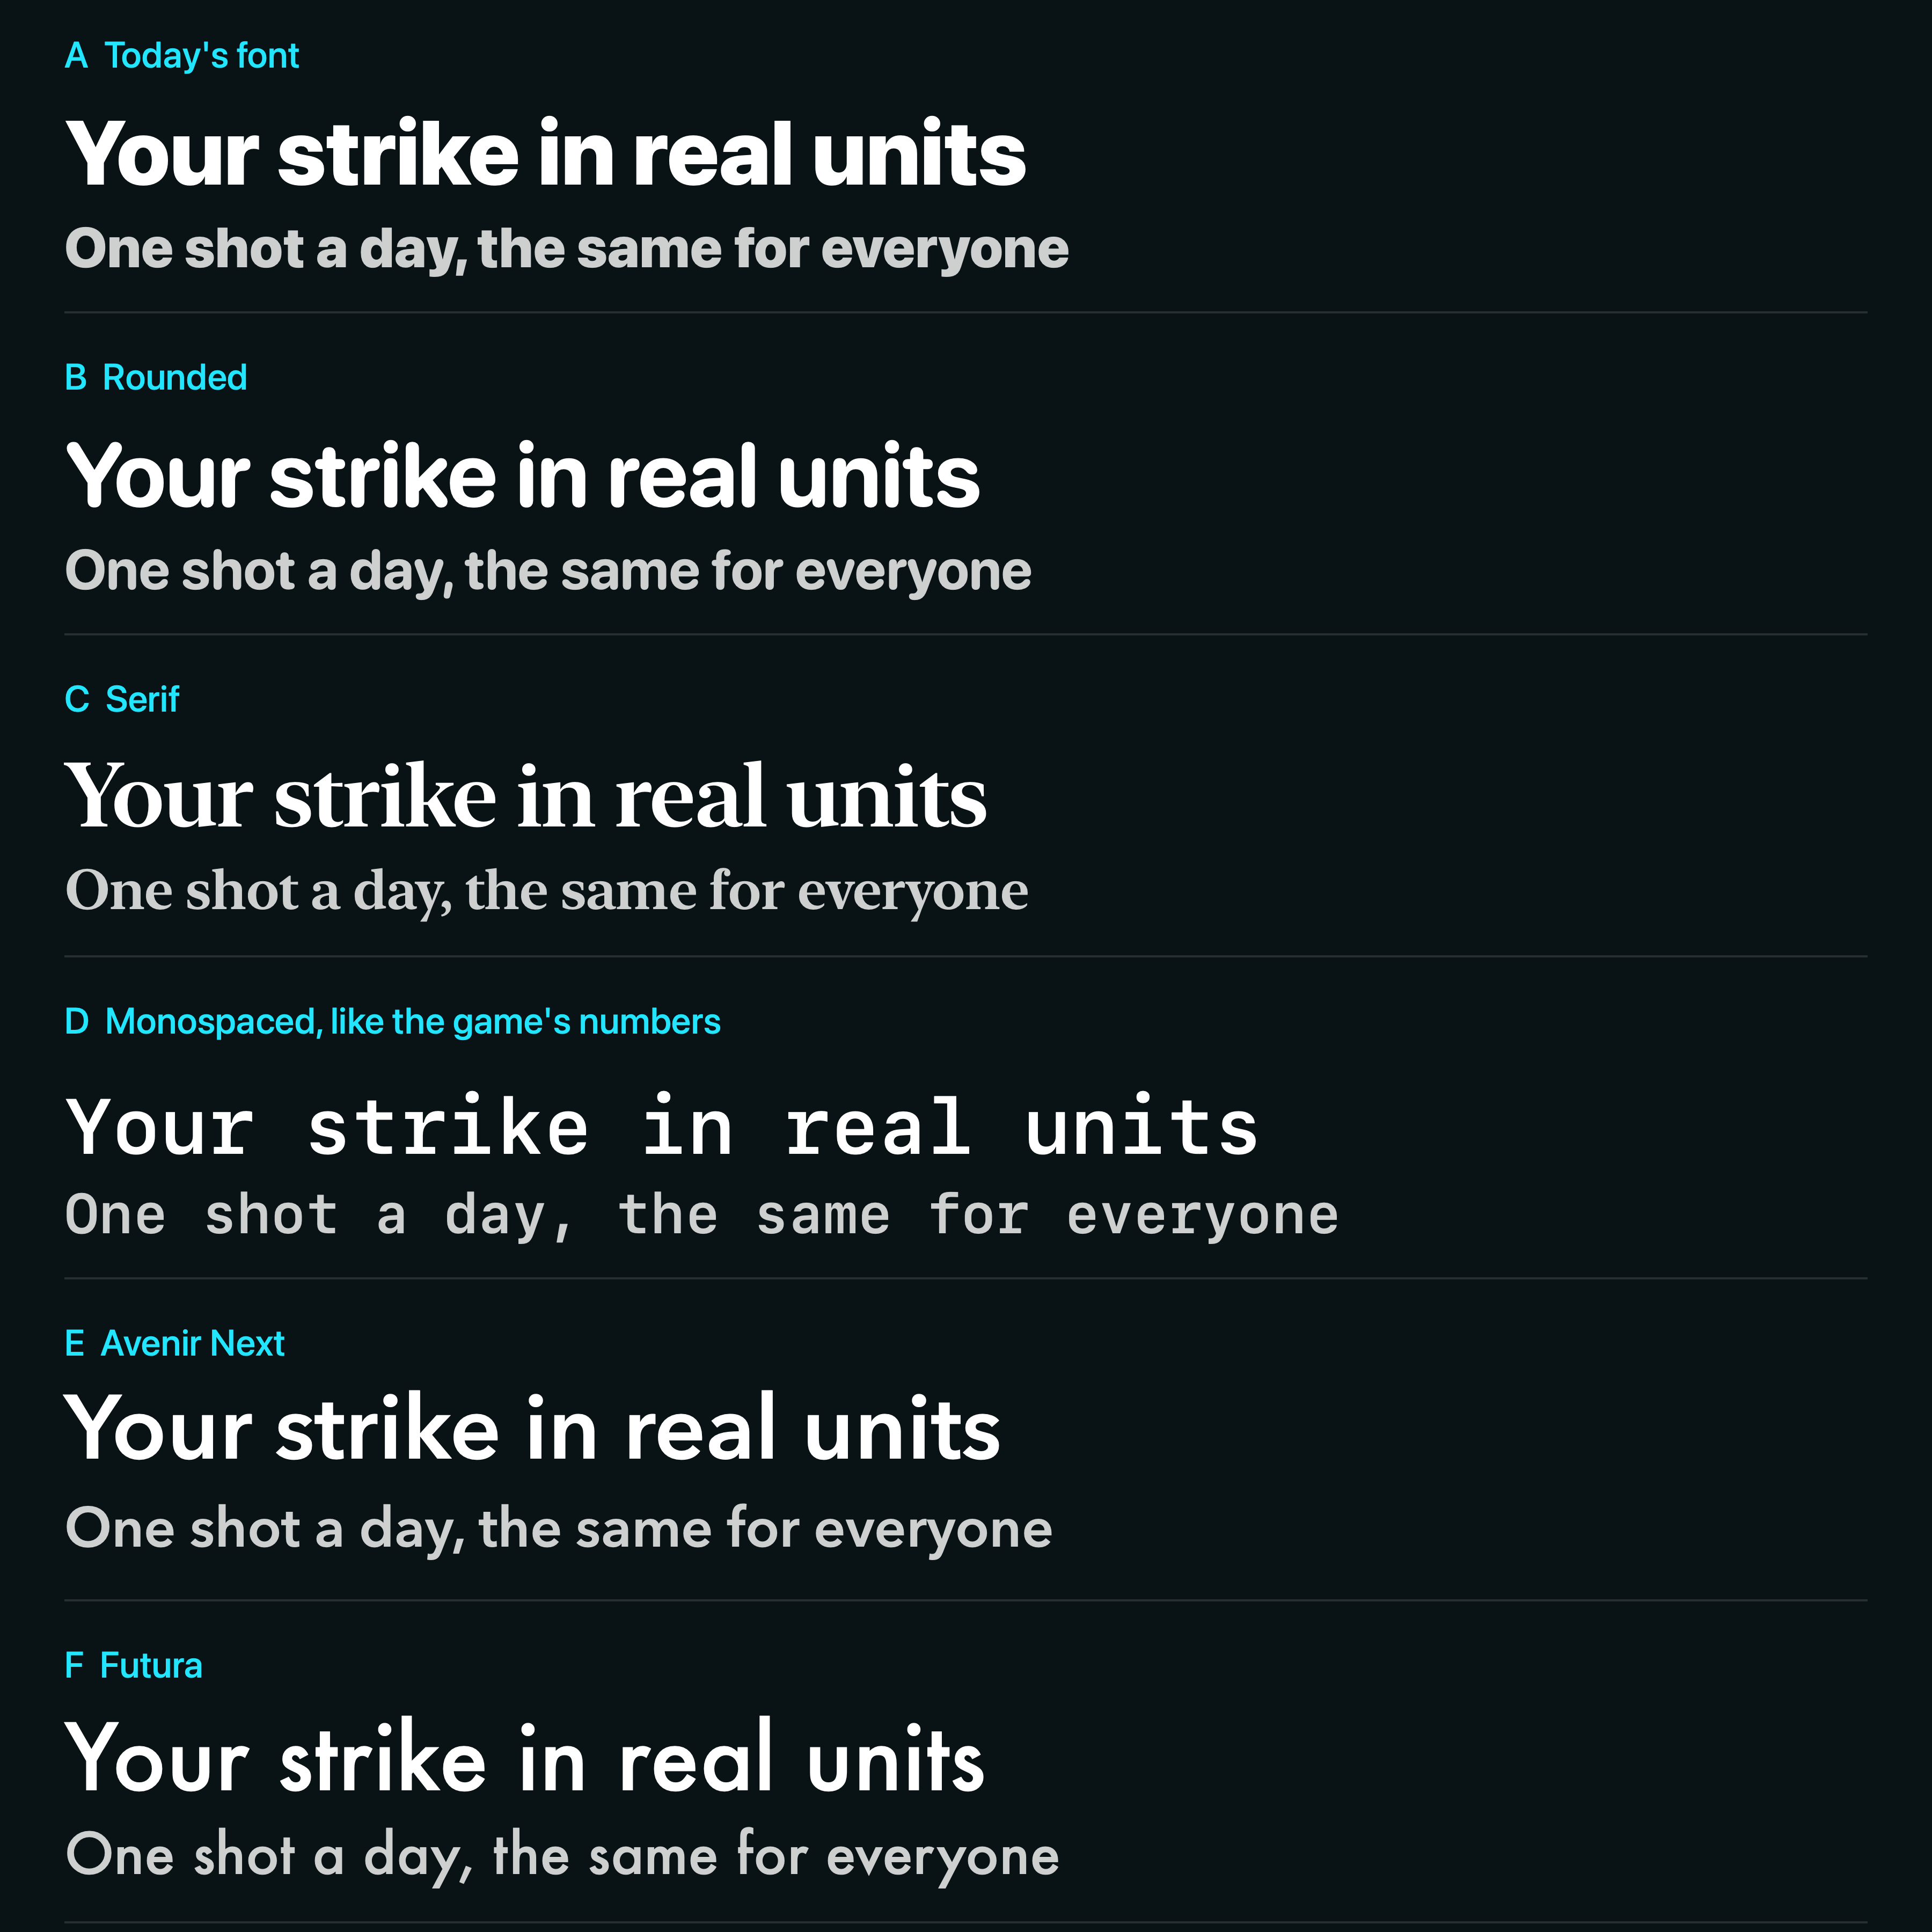 A Today's font
Your strike in real units
One shot a day, the same for everyone
B Rounded
Your strike in real units
One shot a day, the same for everyone
C Serif
Your strike in real units
One shot a day, the same for everyone
D Monospaced, like the game's numbers
Your strike in real units
One shot a day, the same for everyone
E Avenir Next
Your strike in real units
One shot a day, the same for everyone
F Futura
Your strike in real units
One shot a day, the same for everyone